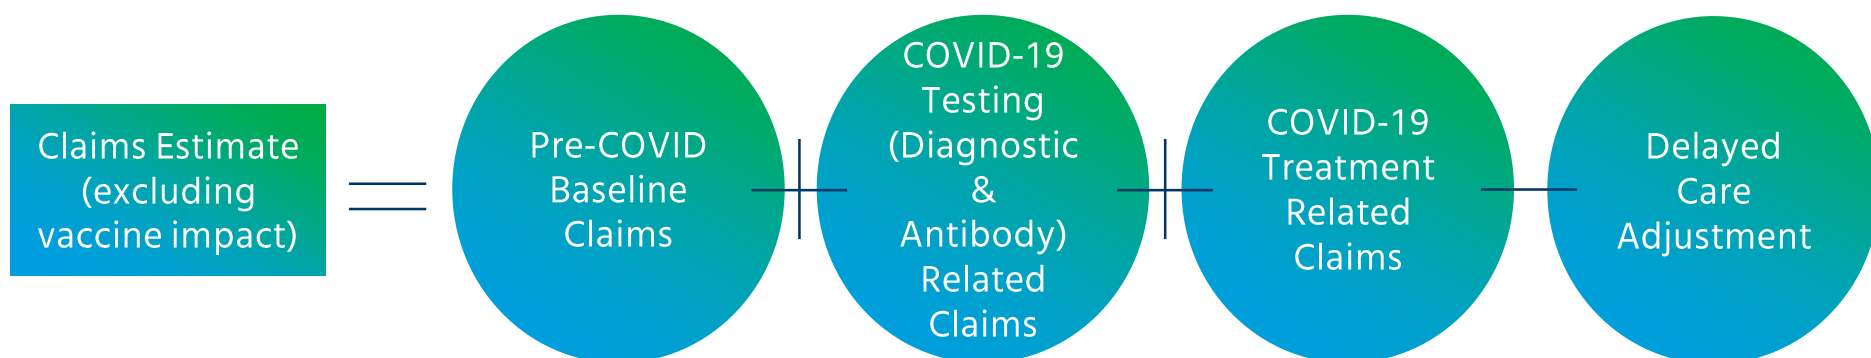 Claims Estimate
(excluding
vaccine impact)
Pre-COVID
Baseline
Claims
COVID-19
Testing
(Diagnostic
&
Antibody)
Related
Claims
COVID-19
Treatment
Related
Claims
Delayed
Care
Adjustment